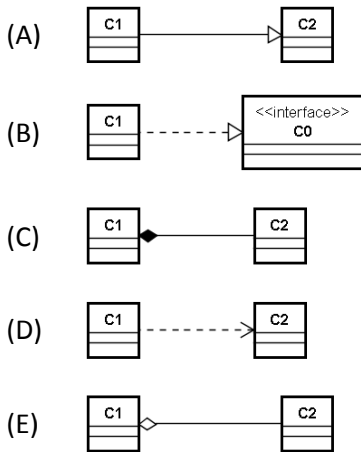 (A) C1 C2
(B) C1 <<interface>> C0
(C) C1 C2
(D) C1 C2
(E) C1 C2